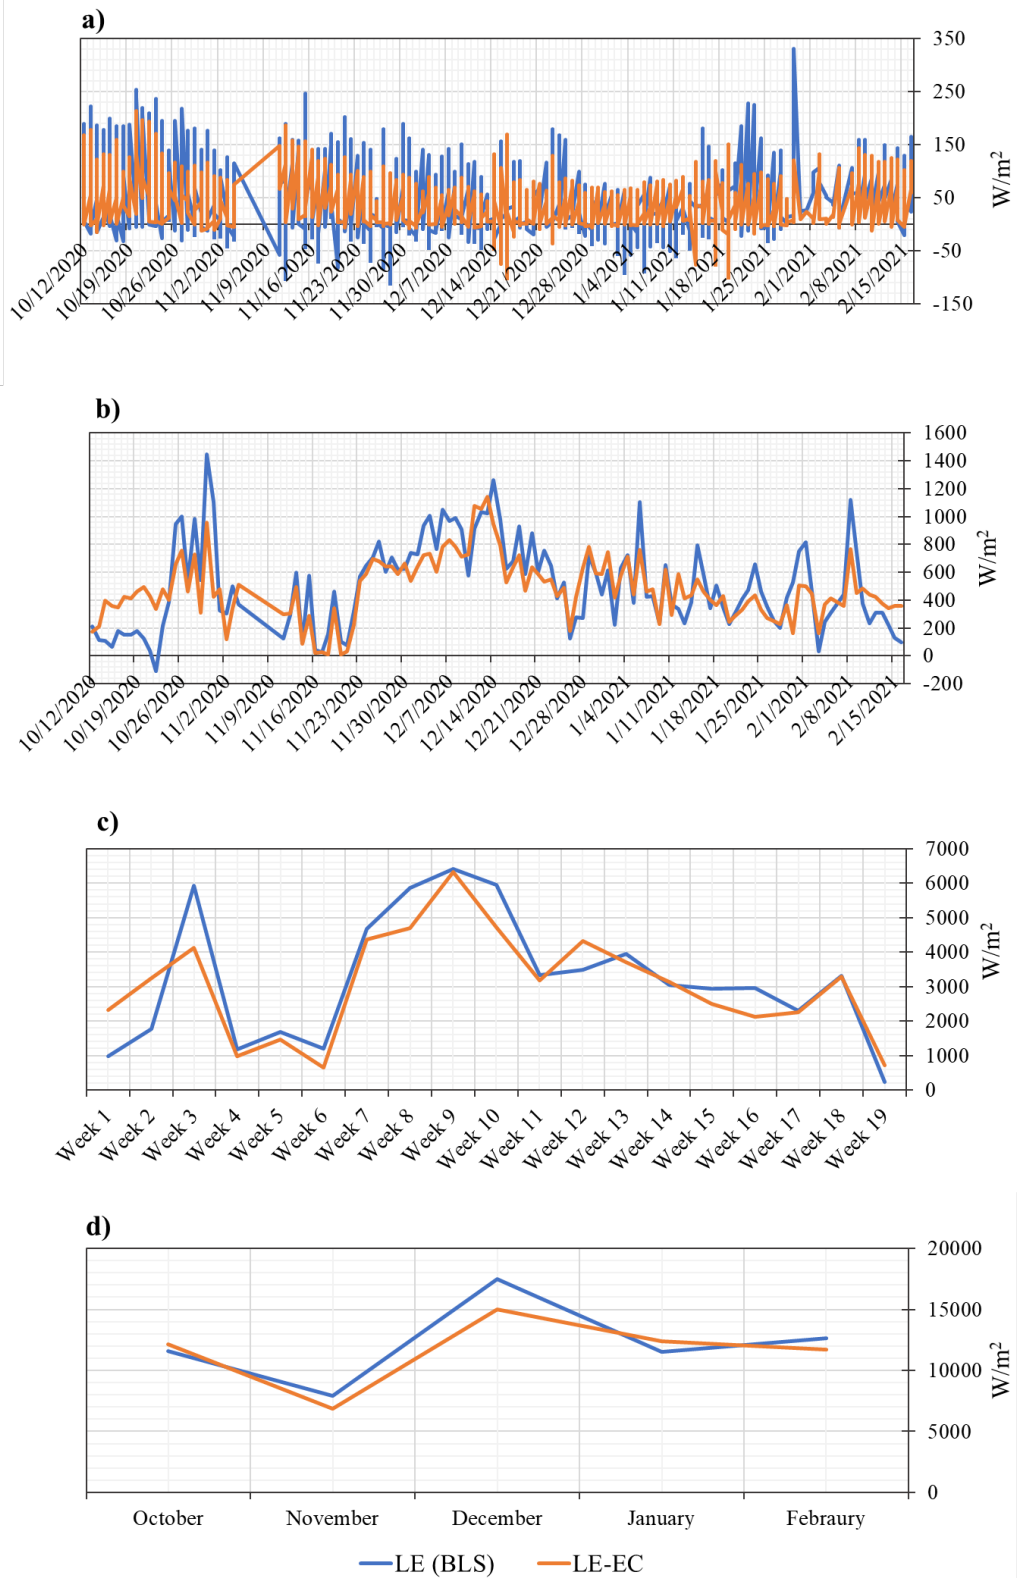 a)
350
250
150
50
-50
-150
W/m2
10/12/2020
10/19/2020
10/26/2020
11/2/2020
11/9/2020
11/16/2020
11/23/2020
11/30/2020
12/7/2020
12/14/2020
12/21/2020
12/28/2020
1/4/2021
1/11/2021
1/18/2021
1/25/2021
2/1/2021
2/8/2021
2/15/2021
b)
1600
1400
1200
1000
800
600
400
200
0
-200
W/m2
10/12/2020
10/19/2020
10/26/2020
11/2/2020
11/9/2020
11/16/2020
11/23/2020
11/30/2020
12/7/2020
12/14/2020
12/21/2020
12/28/2020
1/4/2021
1/11/2021
1/18/2021
1/25/2021
2/1/2021
2/8/2021
2/15/2021
c)
7000
6000
5000
4000
3000
2000
1000
0
W/m2
Week 1
Week 2
Week 3
Week 4
Week 5
Week 6
Week 7
Week 8
Week 9
Week 10
Week 11
Week 12
Week 13
Week 14
Week 15
Week 16
Week 17
Week 18
Week 19
d)
20000
15000
10000
5000
0
W/m2
October
November
December
January
Febraury
LE (BLS)
LE-EC